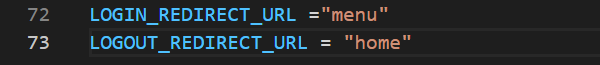 72 LOGIN_REDIRECT_URL ="menu"
73 LOGOUT_REDIRECT_URL = "home"